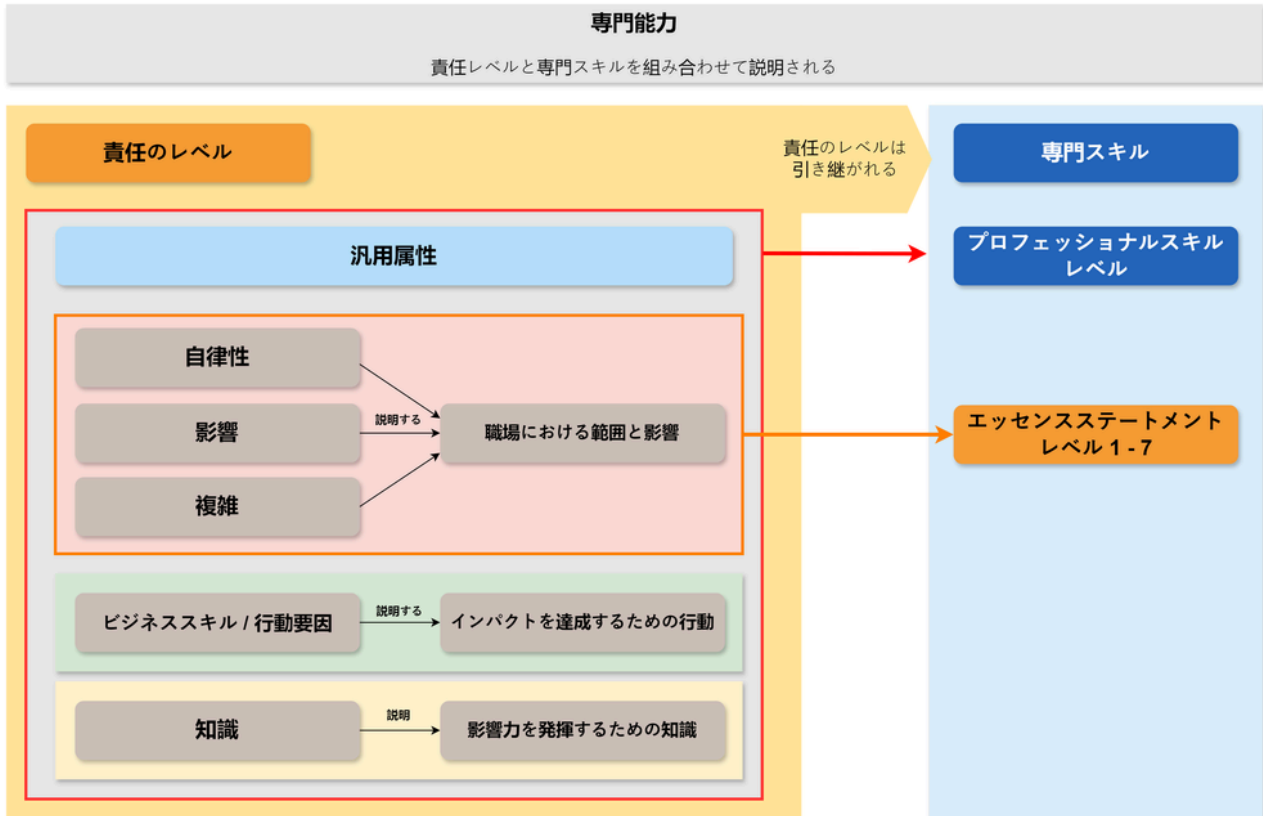 専門能力
責任レベルと専門スキルを組み合わせて説明される
責任のレベル
責任のレベルは
引き継がれる
専門スキル
汎用属性
プロフェッショナルスキル
レベル
自律性
影響
説明する
複雑
職場における範囲と影響
エッセンスステートメント
レベル 1 - 7
ビジネススキル / 行動要因
説明する
インパクトを達成するための行動
知識
説明
影響力を発揮するための知識